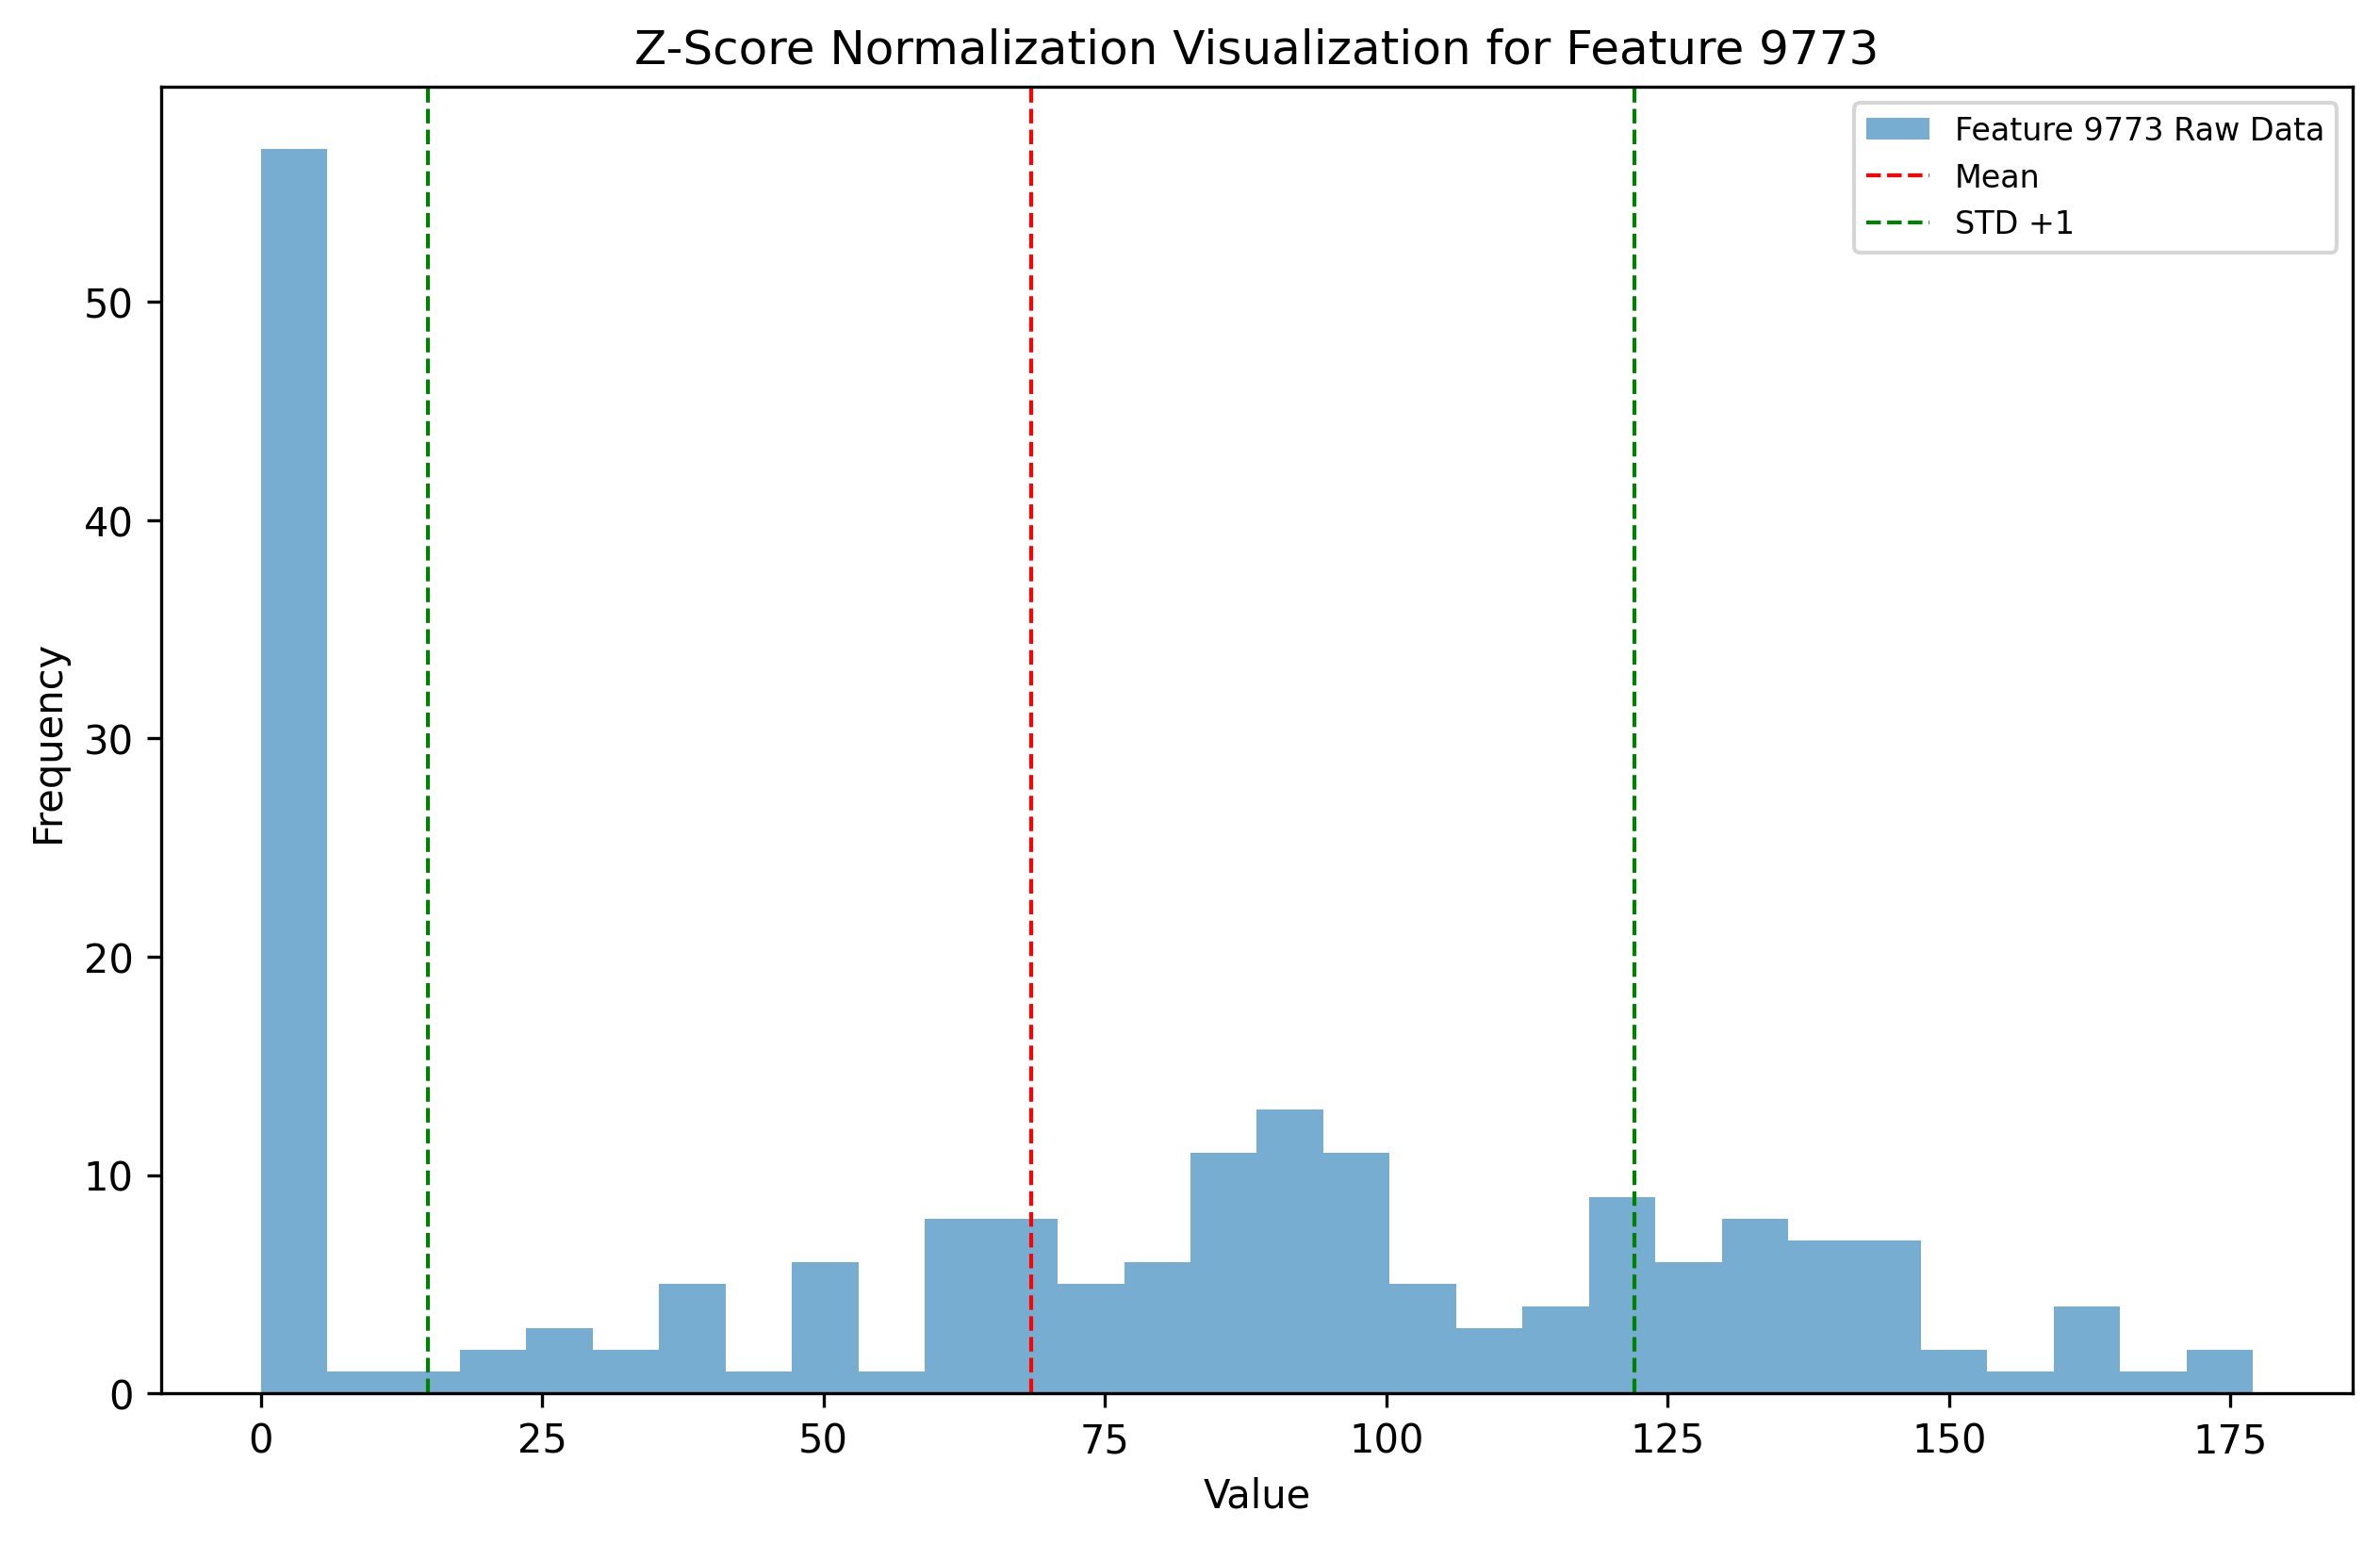 Z-Score Normalization Visualization for Feature 9773
Feature 9773 Raw Data
Mean
STD +1
Frequency
50
40
30
20
10
0
0 25 50 75 100 125 150 175
Value